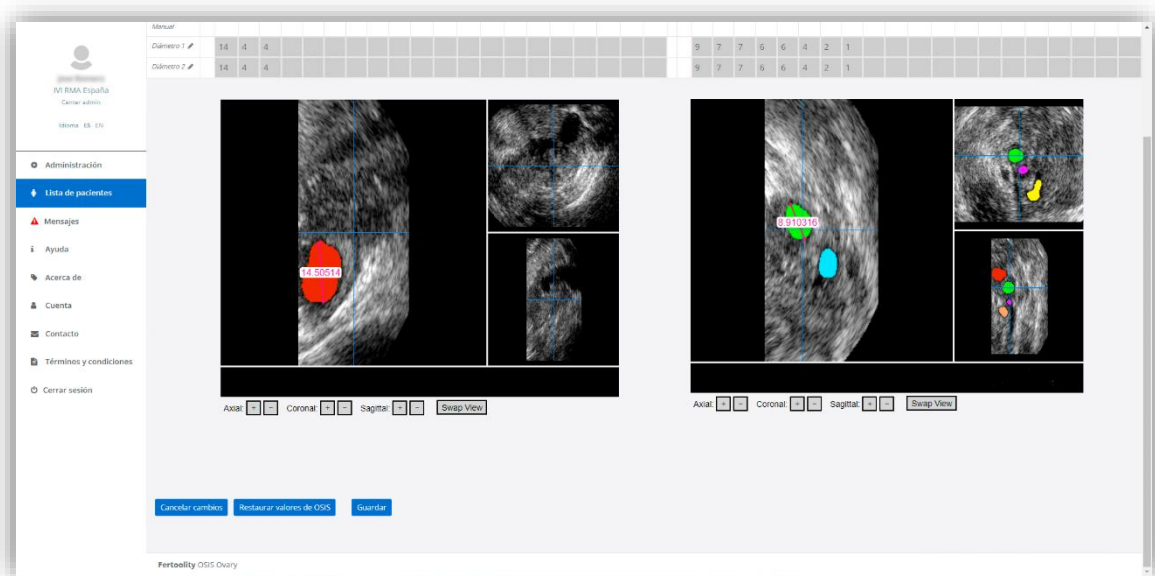 Manual
Diámetro 1 14 4 4 9 7 7 6 6 4 2 1
Diámetro 2 14 4 4 9 7 7 6 6 4 2 1
IVI RMA España
Center admin
Idioma ES EN
Administración
Lista de pacientes
Mensajes
Ayuda
Acerca de
Cuenta
Contacto
Términos y condiciones
Cerrar sesión
14.50514
8.910316
Axial: + - Coronal: + - Sagittal: + - Swap View
Axial: + - Coronal: + - Sagittal: + - Swap View
Cancelar cambios Restaurar valores de OSIS Guardar
Fertoolity OSIS Ovary